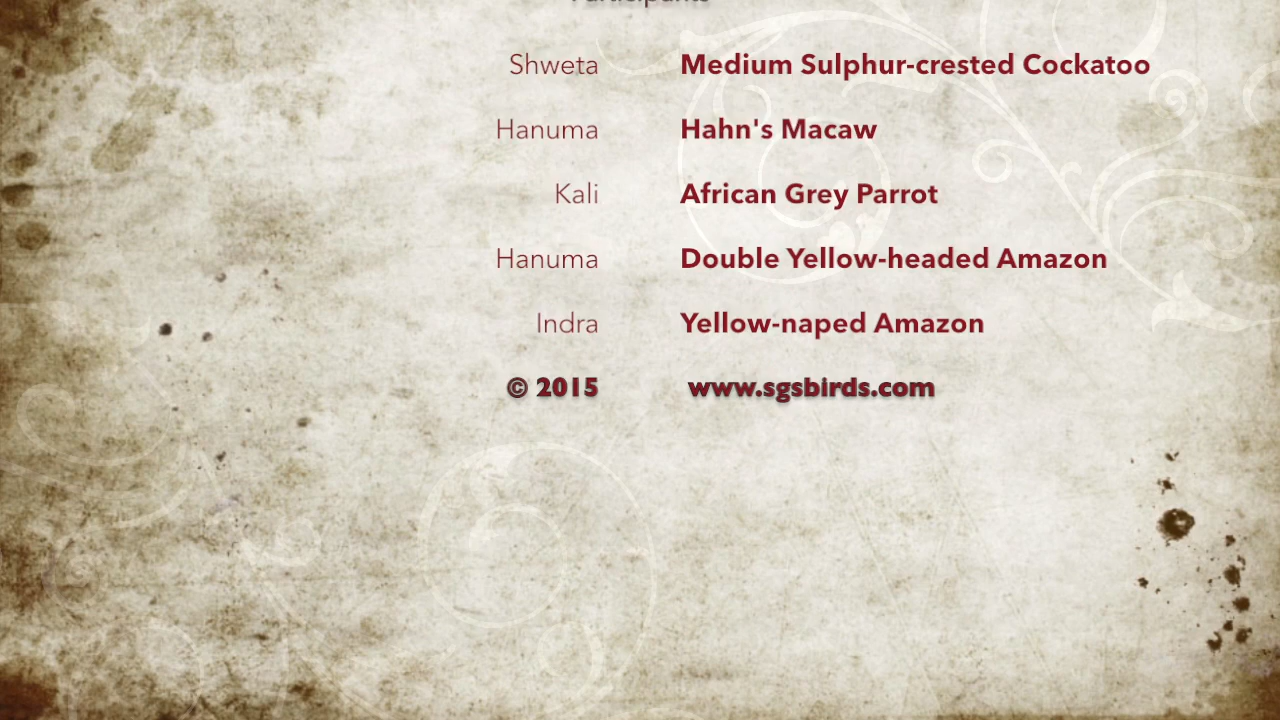 Participants
Shweta Medium Sulphur-crested Cockatoo
Hanuma Hahn's Macaw
Kali African Grey Parrot
Hanuma Double Yellow-headed Amazon
Indra Yellow-naped Amazon
© 2015 www.sgsbirds.com